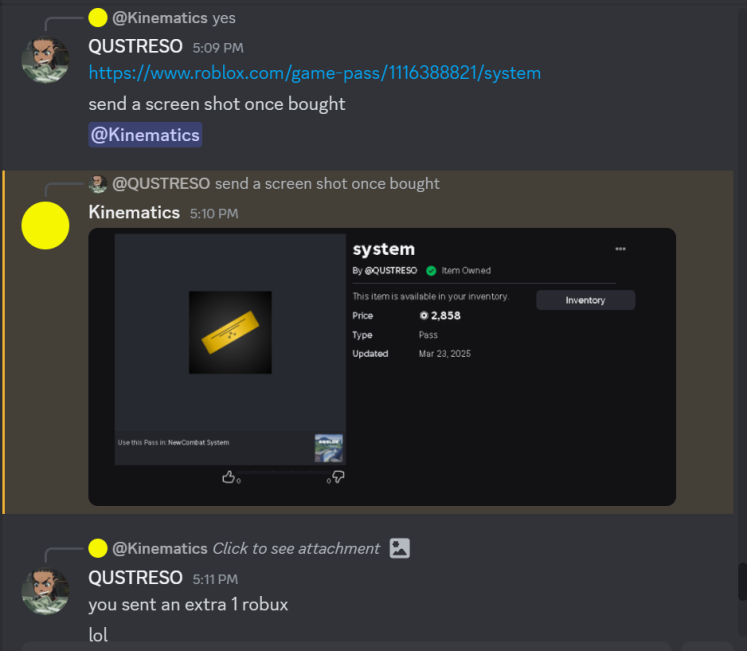 @Kinematics yes
QUSTRESO 5:09 PM
https://www.roblox.com/game-pass/1116388821/system
send a screen shot once bought
@Kinematics
@QUSTRESO send a screen shot once bought
Kinematics 5:10 PM
system
By @QUSTRESO Item Owned
This item is available in your inventory.
Inventory
Price 2,858
Type Pass
Updated Mar 23, 2025
Use this Pass in: NewCombat System
0 0
@Kinematics Click to see attachment
QUSTRESO 5:11 PM
you sent an extra 1 robux
lol